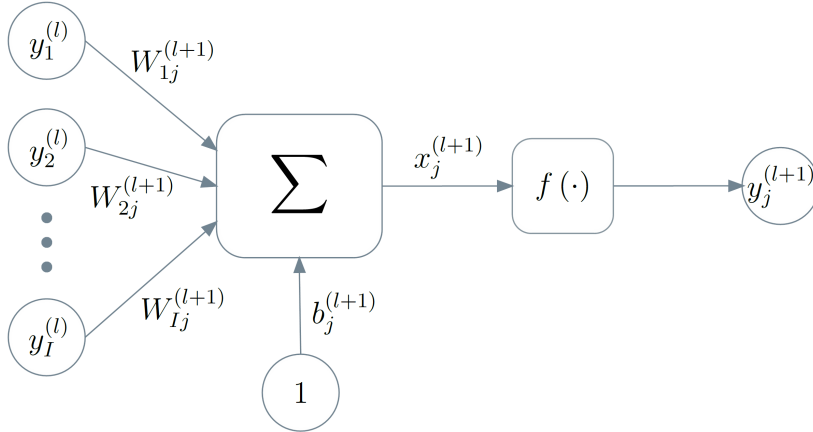 y_1^{(l)}
W_{1j}^{(l+1)}
y_2^{(l)}
W_{2j}^{(l+1)}
∑
x_j^{(l+1)}
f (·)
y_j^{(l+1)}
y_I^{(l)}
W_{Ij}^{(l+1)}
b_j^{(l+1)}
1